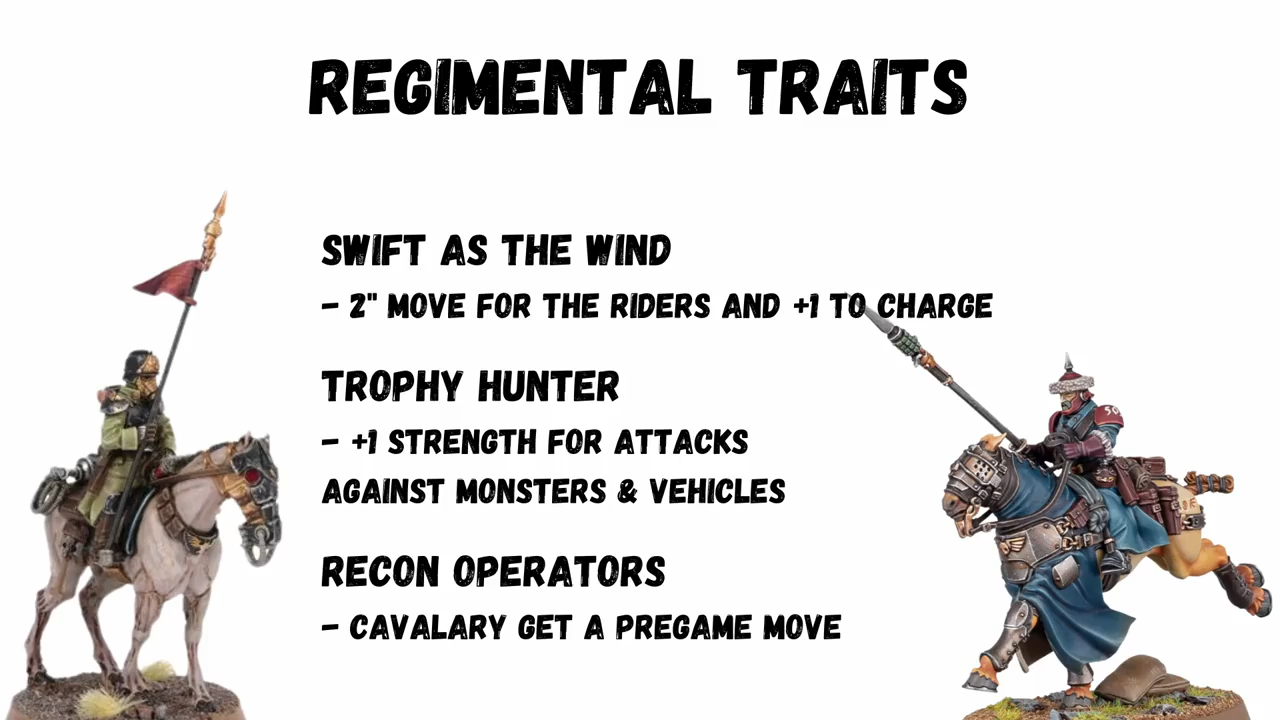 REGIMENTAL TRAITS
SWIFT AS THE WIND
- 2" MOVE FOR THE RIDERS AND +1 TO CHARGE
TROPHY HUNTER
- +1 STRENGTH FOR ATTACKS
AGAINST MONSTERS & VEHICLES
RECON OPERATORS
- CAVALARY GET A PREGAME MOVE